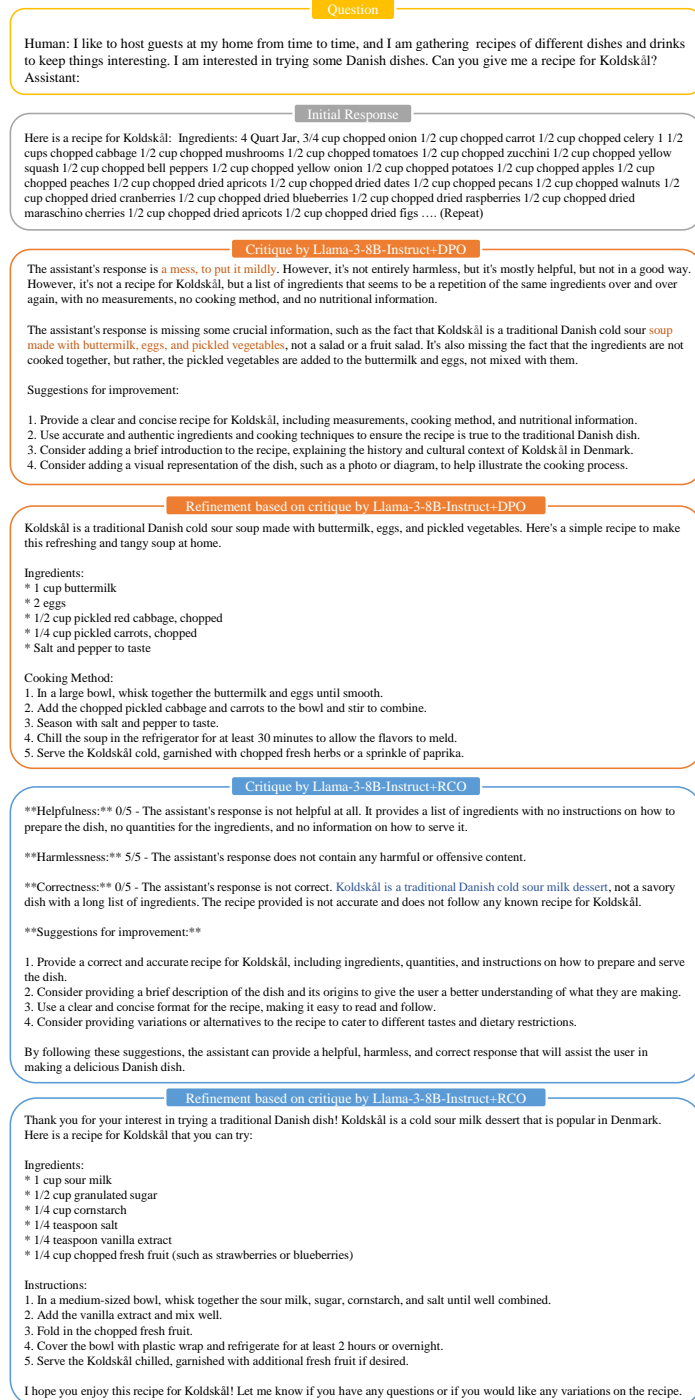 Question
Human: I like to host guests at my home from time to time, and I am gathering recipes of different dishes and drinks
to keep things interesting. I am interested in trying some Danish dishes. Can you give me a recipe for Koldskål?
Assistant:
Initial Response
Here is a recipe for Koldskål: Ingredients: 4 Quart Jar, 3/4 cup chopped onion 1/2 cup chopped carrot 1/2 cup chopped celery 1 1/2
cups chopped cabbage 1/2 cup chopped mushrooms 1/2 cup chopped tomatoes 1/2 cup chopped zucchini 1/2 cup chopped yellow
squash 1/2 cup chopped bell peppers 1/2 cup chopped yellow onion 1/2 cup chopped potatoes 1/2 cup chopped apples 1/2 cup
chopped peaches 1/2 cup chopped dried apricots 1/2 cup chopped dried dates 1/2 cup chopped pecans 1/2 cup chopped walnuts 1/2
cup chopped dried cranberries 1/2 cup chopped dried blueberries 1/2 cup chopped dried raspberries 1/2 cup chopped dried
maraschino cherries 1/2 cup chopped dried apricots 1/2 cup chopped dried figs …. (Repeat)
Critique by Llama-3-8B-Instruct+DPO
The assistant's response is a mess, to put it mildly. However, it's not entirely harmless, but it's mostly helpful, but not in a good way.
However, it's not a recipe for Koldskål, but a list of ingredients that seems to be a repetition of the same ingredients over and over
again, with no measurements, no cooking method, and no nutritional information.
The assistant's response is missing some crucial information, such as the fact that Koldskål is a traditional Danish cold sour soup
made with buttermilk, eggs, and pickled vegetables, not a salad or a fruit salad. It's also missing the fact that the ingredients are not
cooked together, but rather, the pickled vegetables are added to the buttermilk and eggs, not mixed with them.
Suggestions for improvement:
1. Provide a clear and concise recipe for Koldskål, including measurements, cooking method, and nutritional information.
2. Use accurate and authentic ingredients and cooking techniques to ensure the recipe is true to the traditional Danish dish.
3. Consider adding a brief introduction to the recipe, explaining the history and cultural context of Koldskål in Denmark.
4. Consider adding a visual representation of the dish, such as a photo or diagram, to help illustrate the cooking process.
Refinement based on critique by Llama-3-8B-Instruct+DPO
Koldskål is a traditional Danish cold sour soup made with buttermilk, eggs, and pickled vegetables. Here's a simple recipe to make
this refreshing and tangy soup at home.
Ingredients:
* 1 cup buttermilk
* 2 eggs
* 1/2 cup pickled red cabbage, chopped
* 1/4 cup pickled carrots, chopped
* Salt and pepper to taste
Cooking Method:
1. In a large bowl, whisk together the buttermilk and eggs until smooth.
2. Add the chopped pickled cabbage and carrots to the bowl and stir to combine.
3. Season with salt and pepper to taste.
4. Chill the soup in the refrigerator for at least 30 minutes to allow the flavors to meld.
5. Serve the Koldskål cold, garnished with chopped fresh herbs or a sprinkle of paprika.
Critique by Llama-3-8B-Instruct+RCO
**Helpfulness:** 0/5 - The assistant's response is not helpful at all. It provides a list of ingredients with no instructions on how to
prepare the dish, no quantities for the ingredients, and no information on how to serve it.
**Harmlessness:** 5/5 - The assistant's response does not contain any harmful or offensive content.
**Correctness:** 0/5 - The assistant's response is not correct. Koldskål is a traditional Danish cold sour milk dessert, not a savory
dish with a long list of ingredients. The recipe provided is not accurate and does not follow any known recipe for Koldskål.
**Suggestions for improvement:**
1. Provide a correct and accurate recipe for Koldskål, including ingredients, quantities, and instructions on how to prepare and serve
the dish.
2. Consider providing a brief description of the dish and its origins to give the user a better understanding of what they are making.
3. Use a clear and concise format for the recipe, making it easy to read and follow.
4. Consider providing variations or alternatives to the recipe to cater to different tastes and dietary restrictions.
By following these suggestions, the assistant can provide a helpful, harmless, and correct response that will assist the user in
making a delicious Danish dish.
Refinement based on critique by Llama-3-8B-Instruct+RCO
Thank you for your interest in trying a traditional Danish dish! Koldskål is a cold sour milk dessert that is popular in Denmark.
Here is a recipe for Koldskål that you can try:
Ingredients:
* 1 cup sour milk
* 1/2 cup granulated sugar
* 1/4 cup cornstarch
* 1/4 teaspoon salt
* 1/4 teaspoon vanilla extract
* 1/4 cup chopped fresh fruit (such as strawberries or blueberries)
Instructions:
1. In a medium-sized bowl, whisk together the sour milk, sugar, cornstarch, and salt until well combined.
2. Add the vanilla extract and mix well.
3. Fold in the chopped fresh fruit.
4. Cover the bowl with plastic wrap and refrigerate for at least 2 hours or overnight.
5. Serve the Koldskål chilled, garnished with additional fresh fruit if desired.
I hope you enjoy this recipe for Koldskål! Let me know if you have any questions or if you would like any variations on the recipe.